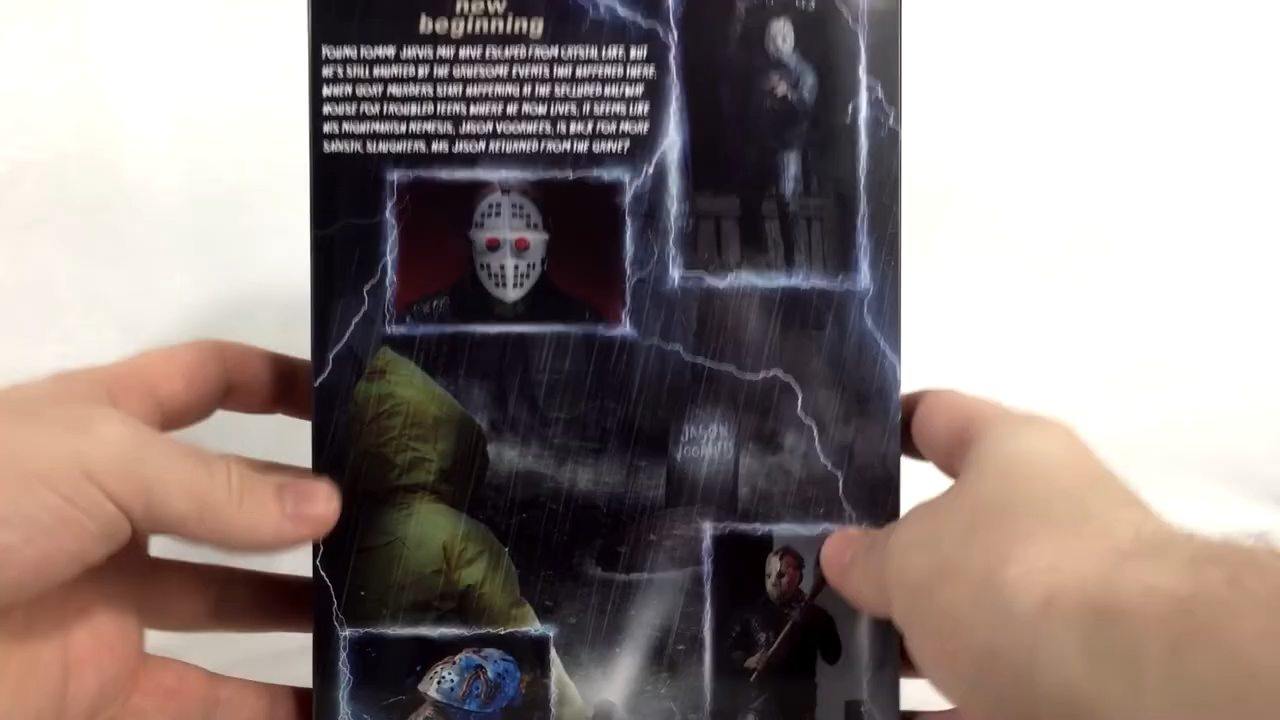 new
beginning
YOUNG TOMMY JARVIS MAY HAVE ESCAPED FROM CRYSTAL LAKE, BUT
HE'S STILL HAUNTED BY THE GRUESOME EVENTS THAT HAPPENED THERE.
WHEN GORY MURDERS START HAPPENING AT THE SECLUDED HALFWAY
HOUSE FOR TROUBLED TEENS WHERE HE NOW LIVES, IT SEEMS LIKE
HIS NIGHTMARISH NEMESIS, JASON VOORHEES, IS BACK FOR MORE
SADISTIC SLAUGHTERS. HAS JASON RETURNED FROM THE GRAVE?
JASON
VOORHEES